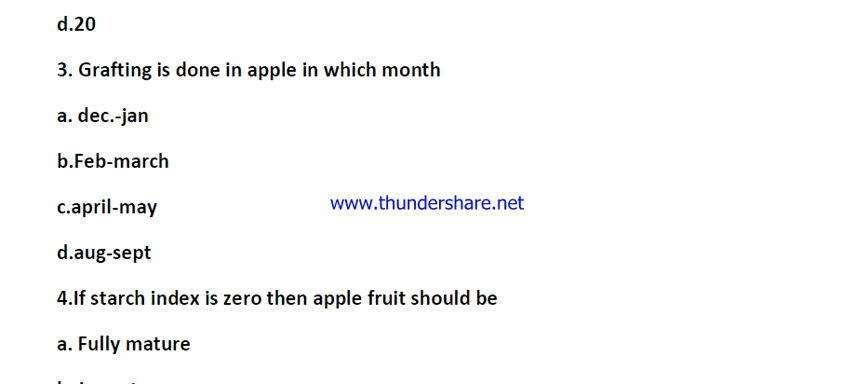 d.20
3. Grafting is done in apple in which month
a. dec.-jan
b.Feb-march
c.april-may
www.thundershare.net
d.aug-sept
4.If starch index is zero then apple fruit should be
a. Fully mature